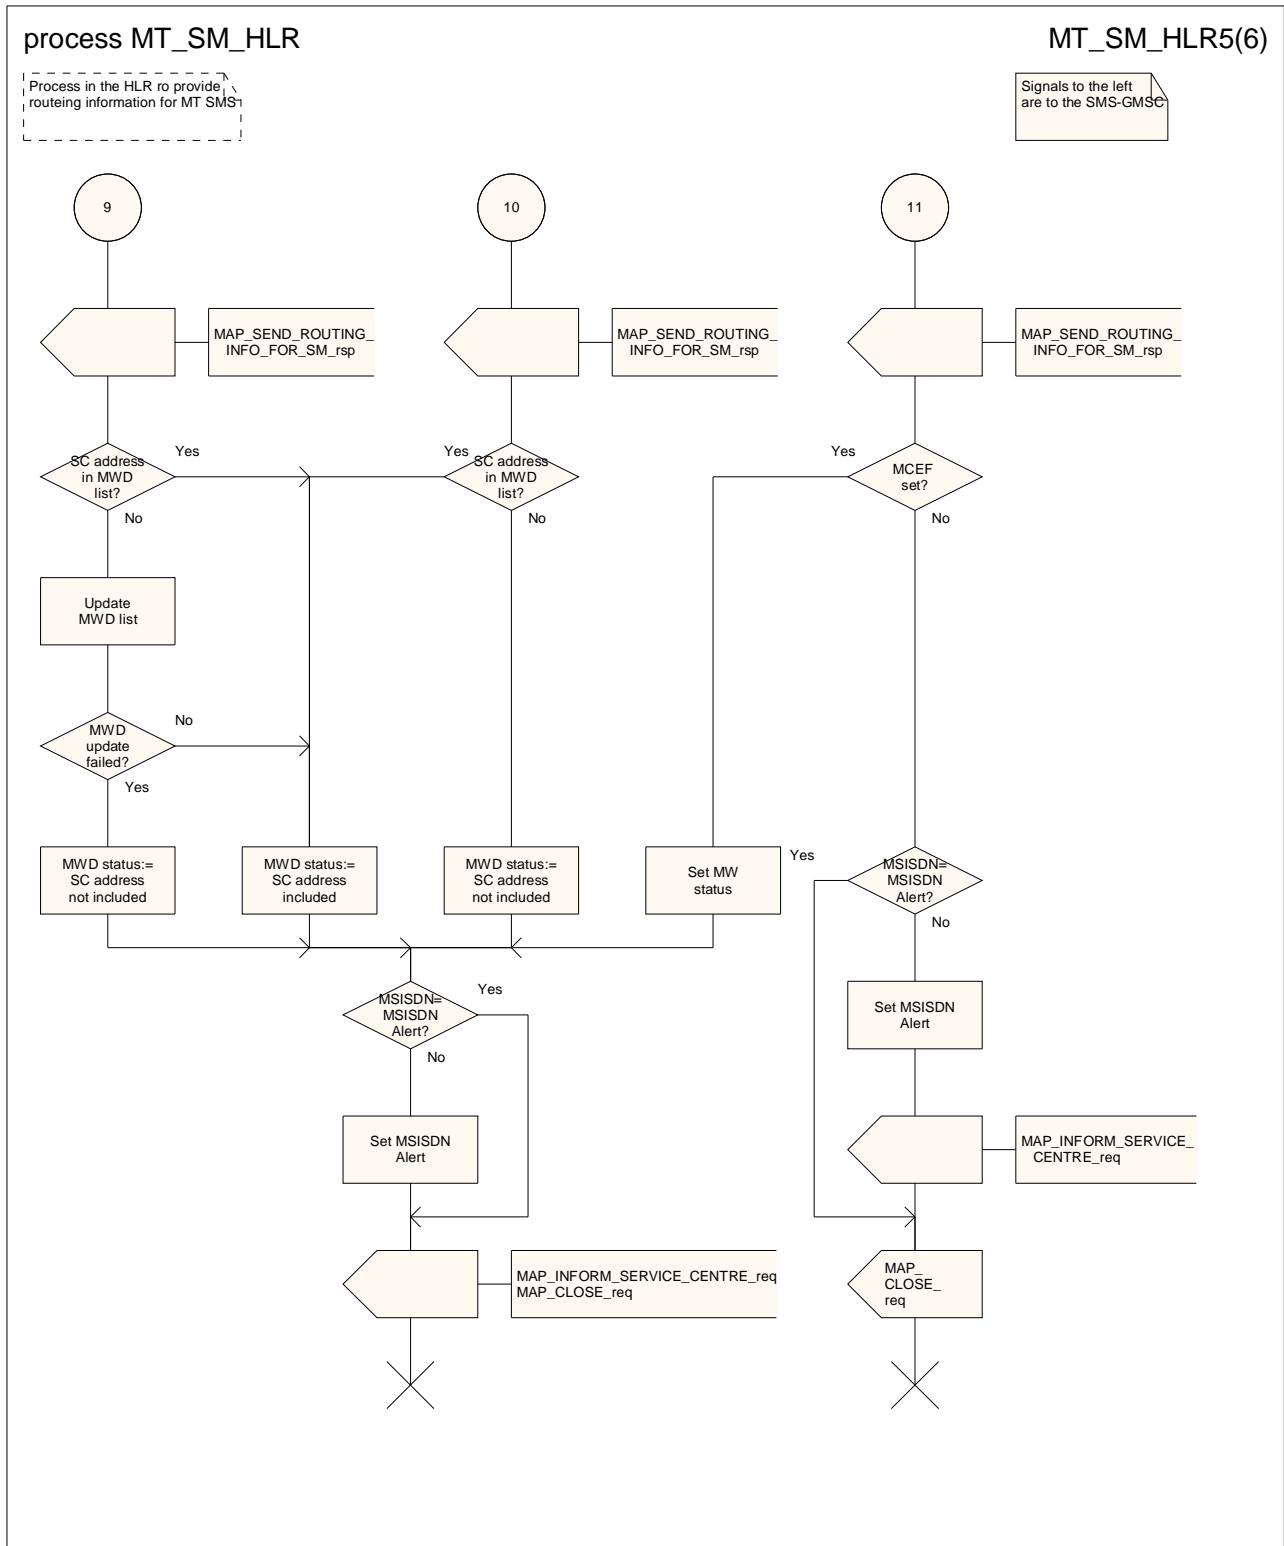 process MT_SM_HLR
MT_SM_HLR5(6)
Process in the HLR ro provide
routeing information for MT SMS
Signals to the left
are to the SMS-GMSC
9
10
11
MAP_SEND_ROUTING_
INFO_FOR_SM_rsp
MAP_SEND_ROUTING_
INFO_FOR_SM_rsp
MAP_SEND_ROUTING_
INFO_FOR_SM_rsp
SC address
in MWD
list?
Yes
No
Yes
SC address
in MWD
list?
No
Yes
MCEF
set?
No
Update
MWD list
MWD
update
failed?
No
Yes
MWD status:=
SC address
not included
MWD status:=
SC address
included
MWD status:=
SC address
not included
Set MW
status
Yes
MSISDN=
MSISDN
Alert?
No
MSISDN=
MSISDN
Alert?
Yes
No
Set MSISDN
Alert
Set MSISDN
Alert
MAP_INFORM_SERVICE_
CENTRE_req
MAP_INFORM_SERVICE_CENTRE_req
MAP_CLOSE_req
MAP_
CLOSE_
req